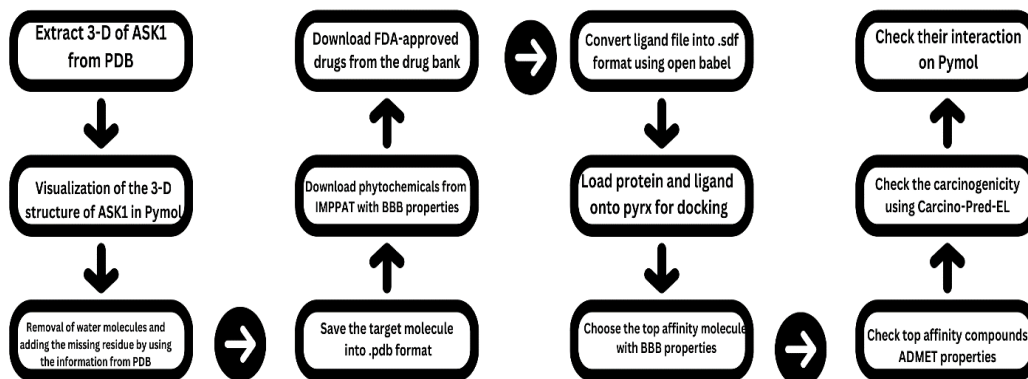 Extract 3-D of ASK1
from PDB
Visualization of the 3-D
structure of ASK1 in Pymol
Removal of water molecules and
adding the missing residue by using
the information from PDB
Save the target molecule
into .pdb format
Download phytochemicals from
IMPPAT with BBB properties
Download FDA-approved
drugs from the drug bank
Convert ligand file into .sdf
format using open babel
Load protein and ligand
onto pyrx for docking
Choose the top affinity molecule
with BBB properties
Check top affinity compounds
ADMET properties
Check the carcinogenicity
using Carcino-Pred-EL
Check their interaction
on Pymol